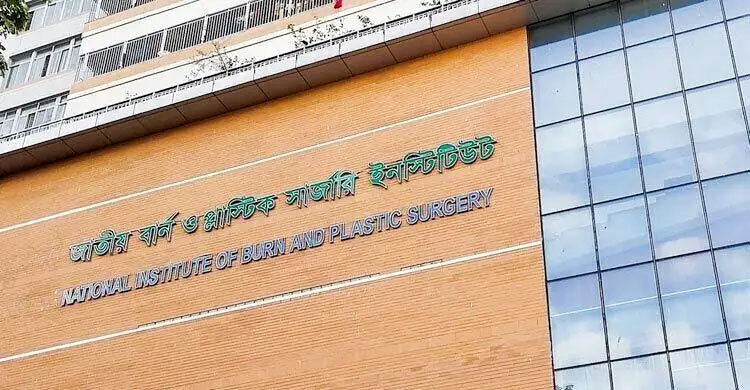 জাতীয় বার্ন ও প্লাস্টিক সার্জারি ইনস্টিটিউট
NATIONAL INSTITUTE OF BURN AND PLASTIC SURGERY